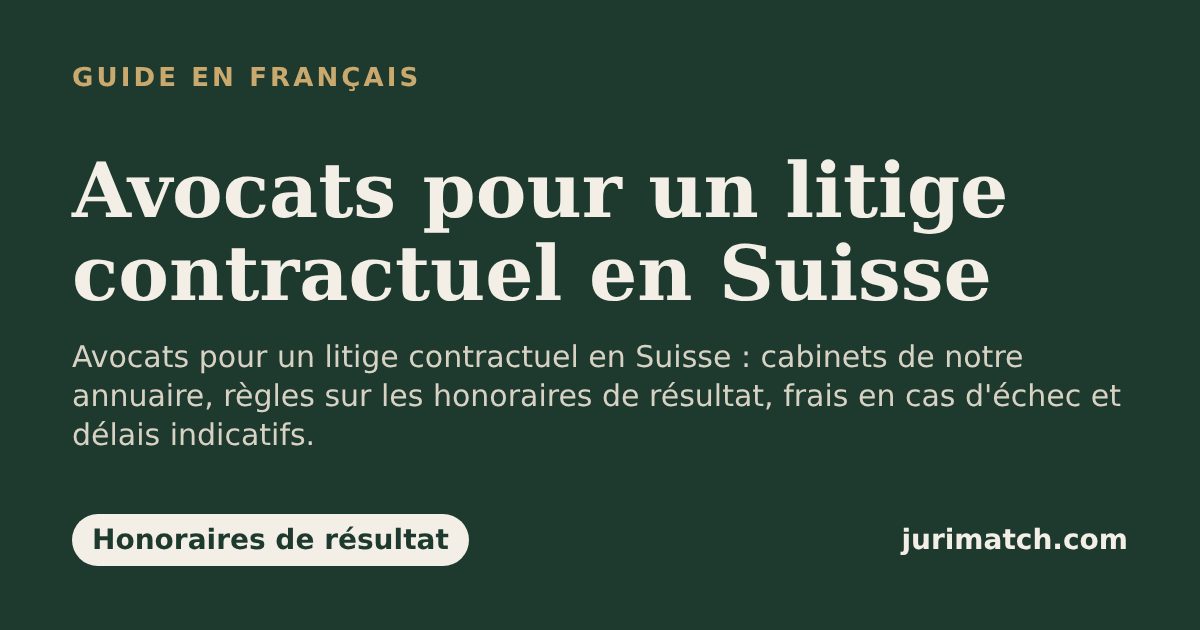 GUIDE EN FRANÇAIS
Avocats pour un litige
contractuel en Suisse
Avocats pour un litige contractuel en Suisse : cabinets de notre
annuaire, règles sur les honoraires de résultat, frais en cas d'échec et
délais indicatifs.
Honoraires de résultat
jurimatch.com